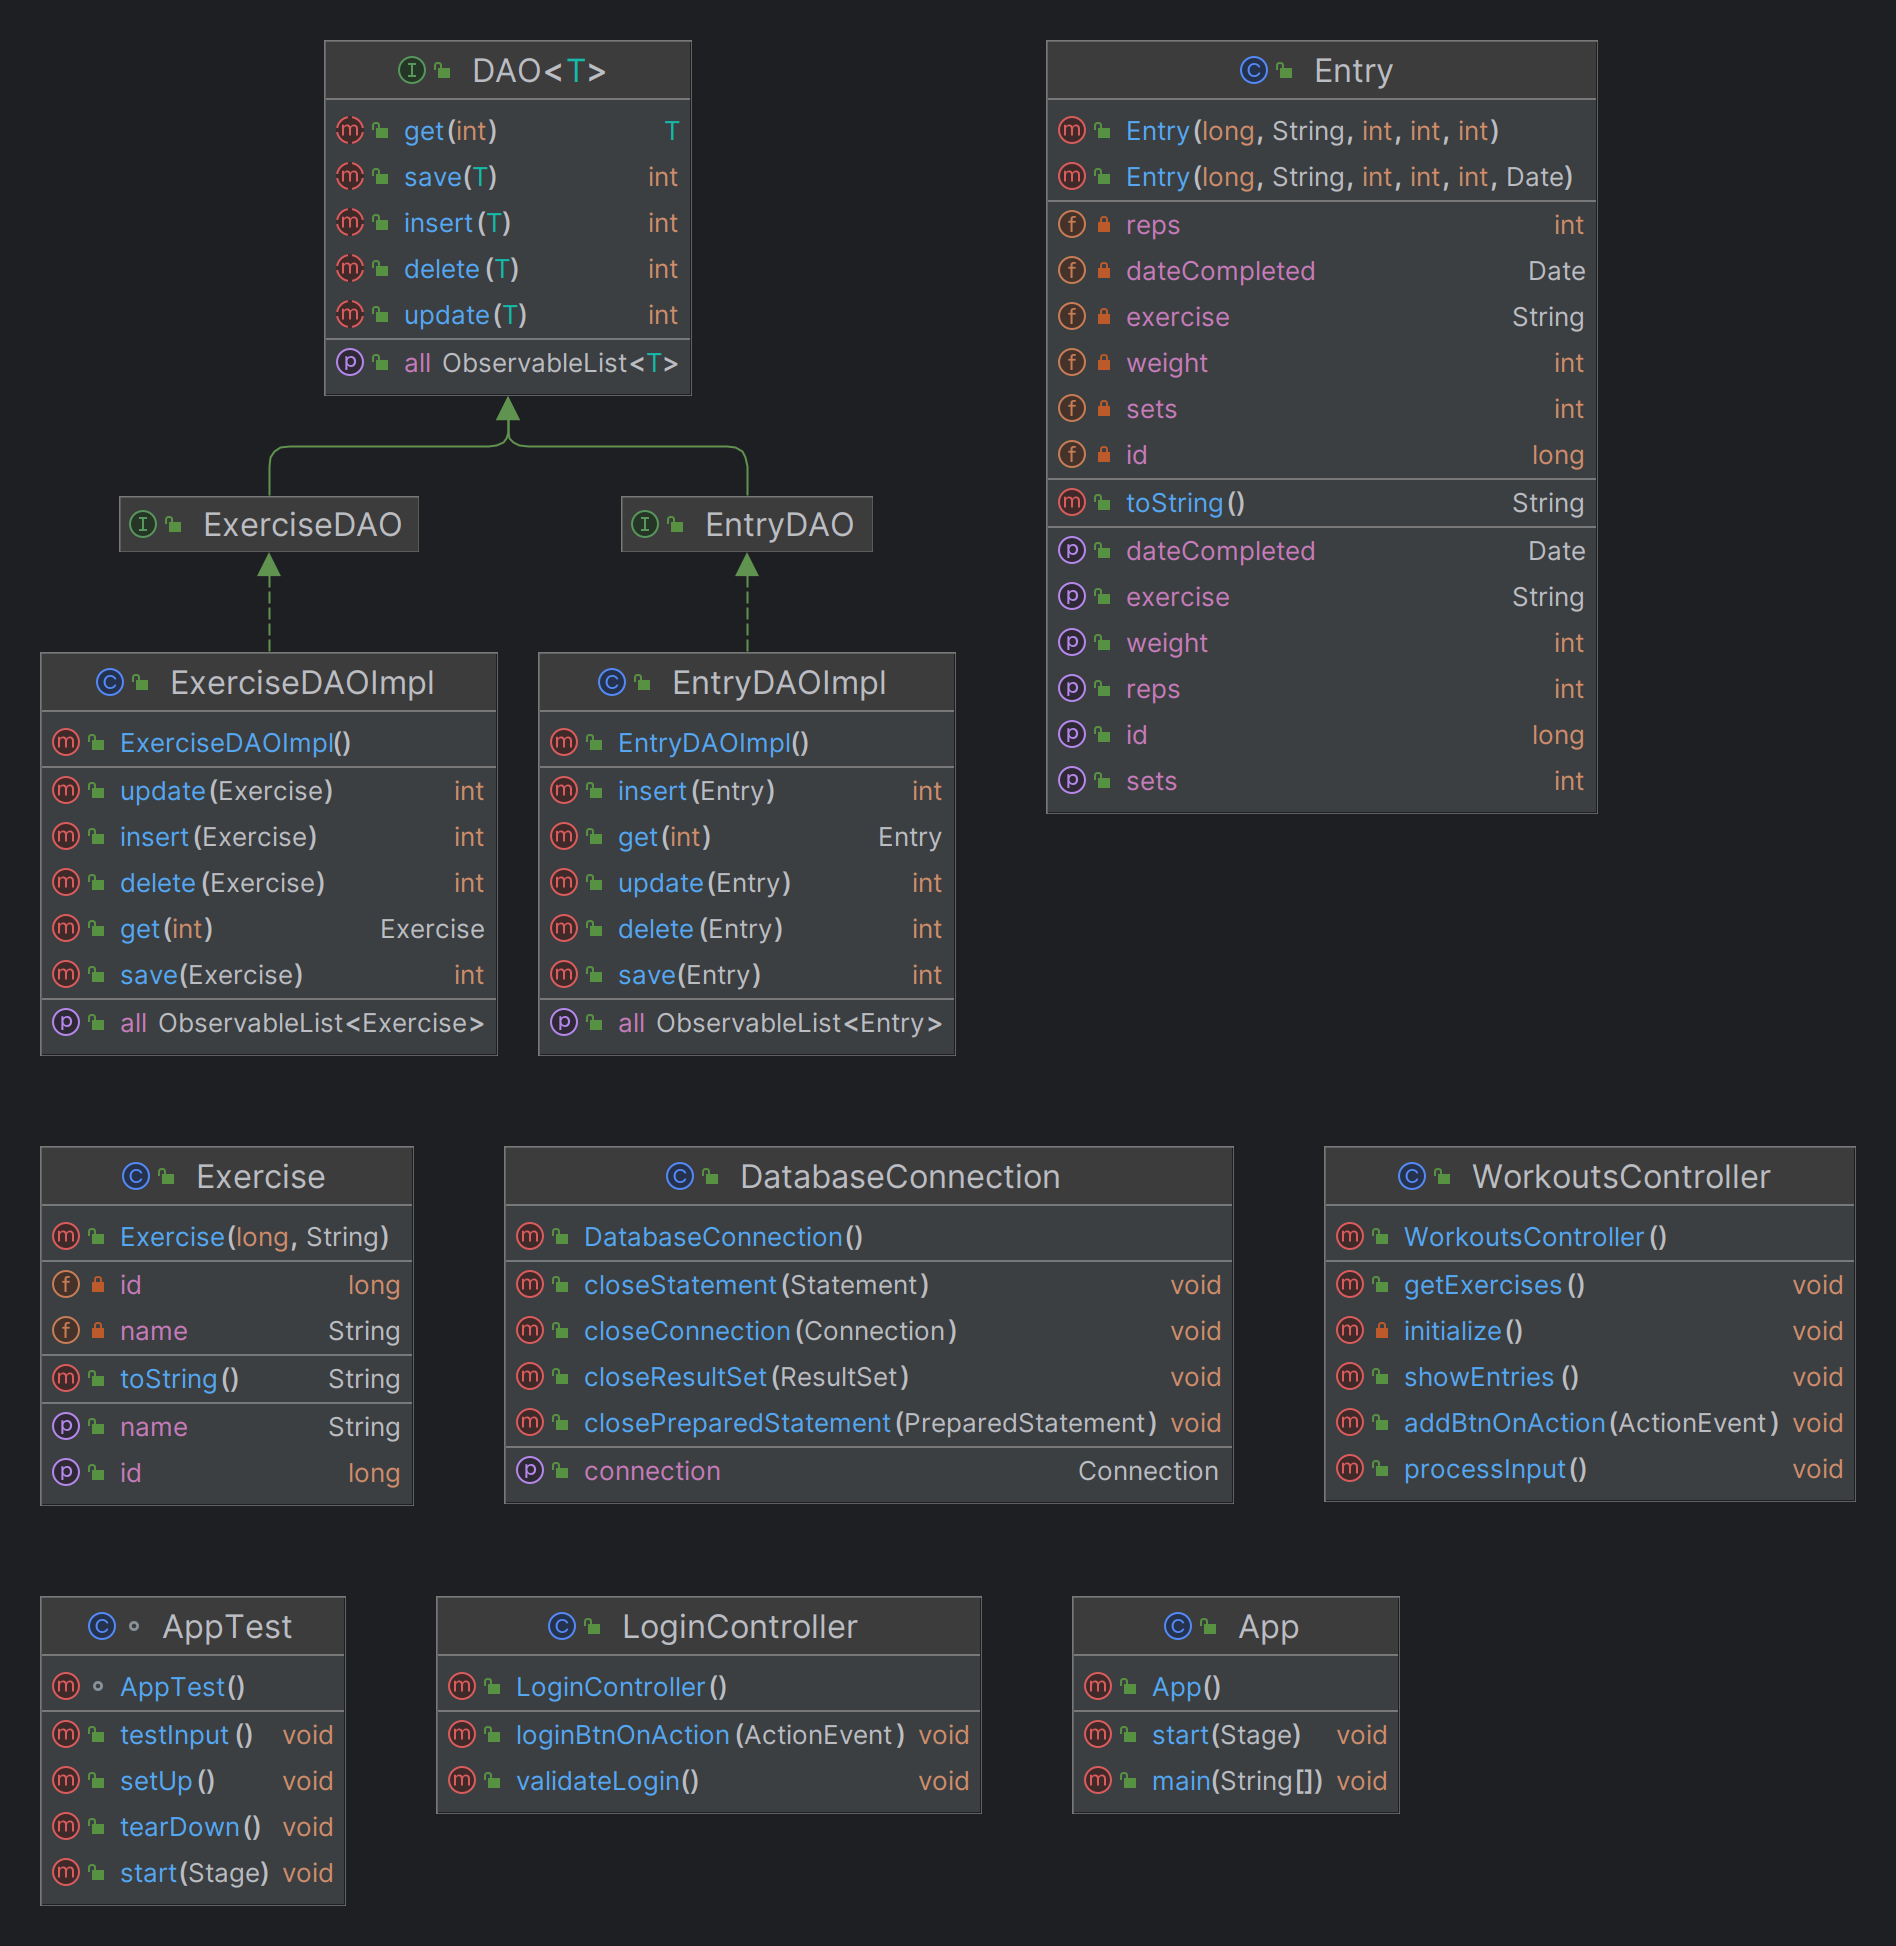 DAO<T>
get(int) T
save(T) int
insert(T) int
delete(T) int
update(T) int
all ObservableList<T>
Entry
Entry(long, String, int, int, int)
Entry(long, String, int, int, int, Date)
reps int
dateCompleted Date
exercise String
weight int
sets int
id long
toString() String
dateCompleted Date
exercise String
weight int
reps int
id long
sets int
ExerciseDAO
EntryDAO
ExerciseDAOImpl
ExerciseDAOImpl()
update(Exercise) int
insert(Exercise) int
delete(Exercise) int
get(int) Exercise
save(Exercise) int
all ObservableList<Exercise>
EntryDAOImpl
EntryDAOImpl()
insert(Entry) int
get(int) Entry
update(Entry) int
delete(Entry) int
save(Entry) int
all ObservableList<Entry>
Exercise
Exercise(long, String)
id long
name String
toString() String
name String
id long
DatabaseConnection
DatabaseConnection()
closeStatement(Statement) void
closeConnection(Connection) void
closeResultSet(ResultSet) void
closePreparedStatement(PreparedStatement) void
connection Connection
WorkoutsController
WorkoutsController()
getExercises() void
initialize() void
showEntries() void
addBtnOnAction(ActionEvent) void
processInput() void
AppTest
AppTest()
testInput() void
setUp() void
tearDown() void
start(Stage) void
LoginController
LoginController()
loginBtnOnAction(ActionEvent) void
validateLogin() void
App
App()
start(Stage) void
main(String[]) void